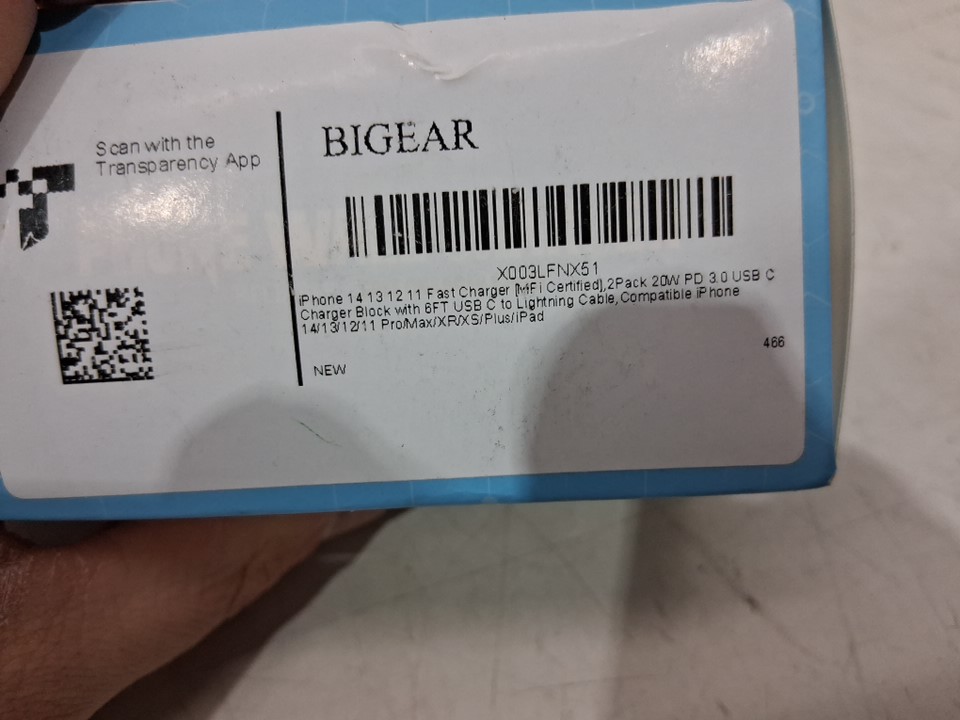 Scan with the
Transparency App
BIGEAR
X003LFNX51
iPhone 14 13 12 11 Fast Charger [MFi Certified],2Pack 20W PD 3.0 USB C
Charger Block with 6FT USB C to Lightning Cable,Compatible iPhone
14/13/12/11 Pro/Max/XR/XS/Plus/iPad
466
NEW